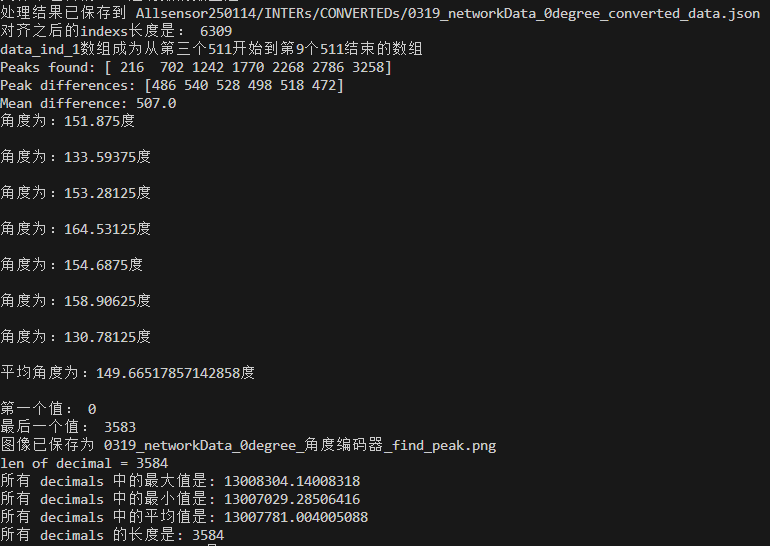 处理结果已保存到 Allsensor250114/INTERs/CONVERTEDs/0319_networkData_0degree_converted_data.json
对齐之后的indexs长度是： 6309
data_ind_1数组成为从第三个511开始到第9个511结束的数组
Peaks found: [ 216  702 1242 1770 2268 2786 3258]
Peak difference: [486 540 528 498 518 472]
Mean difference: 507.0
角度为：151.875度
角度为：133.59375度
角度为：153.28125度
角度为：164.53125度
角度为：154.6875度
角度为：158.90625度
角度为：130.78125度
平均角度为：149.66517857142858度
第一个值： 0
最后一个值： 3583
图像已保存为 0319_networkData_0degree_角度编码器_find_peak.png
len of decimal = 3584
所有 decimals 中的最大值是: 13008304.14008318
所有 decimals 中的最小值是: 13007029.28506416
所有 decimals 中的平均值是: 13007781.004005088
所有 decimals 的长度是: 3584